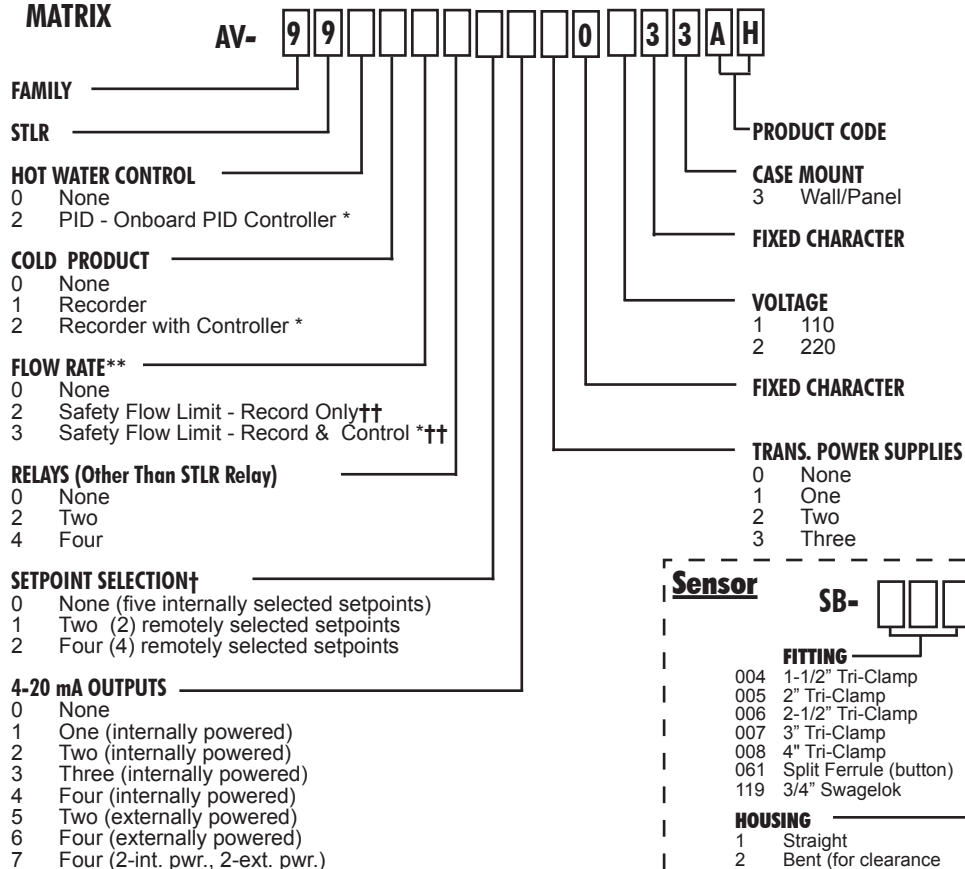 MATRIX
AV- 9 9 0 3 3 A H
FAMILY
STLR
HOT WATER CONTROL
0 None
2 PID - Onboard PID Controller *
COLD PRODUCT
0 None
1 Recorder
2 Recorder with Controller *
FLOW RATE**
0 None
2 Safety Flow Limit - Record Only††
3 Safety Flow Limit - Record & Control *††
RELAYS (Other Than STLR Relay)
0 None
2 Two
4 Four
SETPOINT SELECTION†
0 None (five internally selected setpoints)
1 Two (2) remotely selected setpoints
2 Four (4) remotely selected setpoints
4-20 mA OUTPUTS
0 None
1 One (internally powered)
2 Two (internally powered)
3 Three (internally powered)
4 Four (internally powered)
5 Two (externally powered)
6 Four (externally powered)
7 Four (2-int. pwr., 2-ext. pwr.)
PRODUCT CODE
CASE MOUNT
3 Wall/Panel
FIXED CHARACTER
VOLTAGE
1 110
2 220
FIXED CHARACTER
TRANS. POWER SUPPLIES
0 None
1 One
2 Two
3 Three
Sensor
SB-
FITTING
004 1-1/2” Tri-Clamp
005 2” Tri-Clamp
006 2-1/2” Tri-Clamp
007 3” Tri-Clamp
008 4" Tri-Clamp
061 Split Ferrule (button)
119 3/4” Swagelok
HOUSING
1 Straight
2 Bent (for clearance